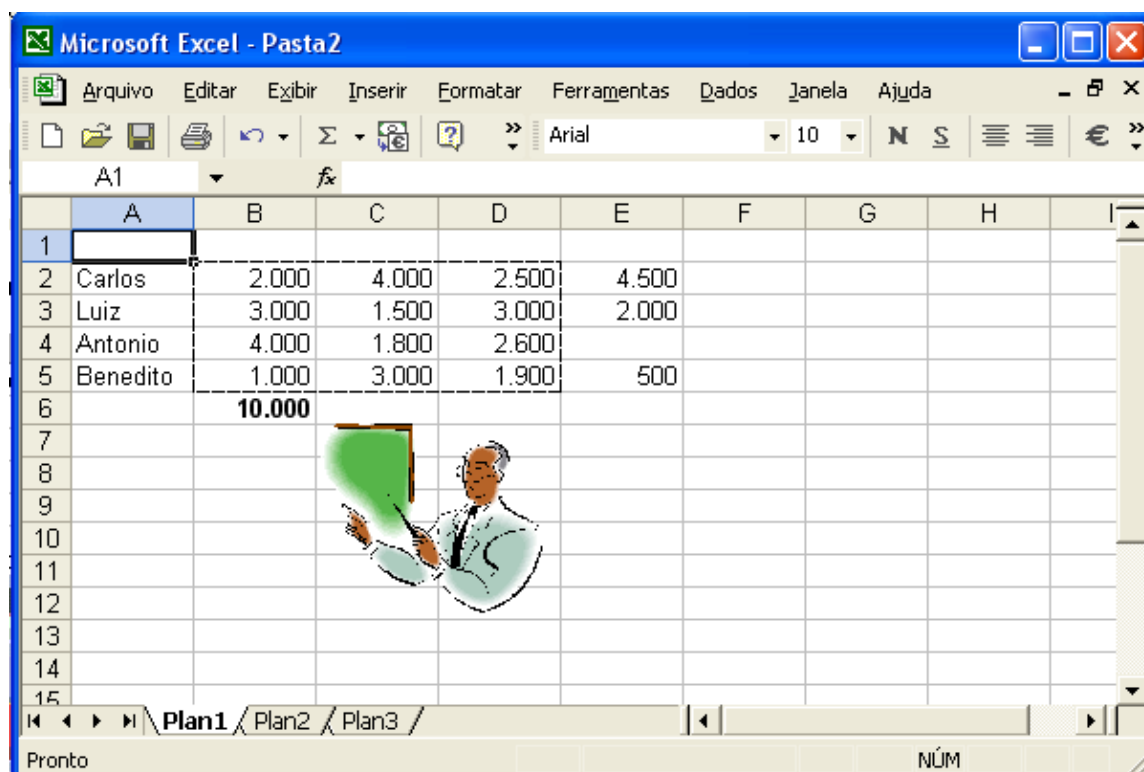 Microsoft Excel - Pasta2
Arquivo Editar Exibir Inserir Formatar Ferramentas Dados Janela Ajuda
Σ ? » Arial 10 N S € »
A1 fx
A B C D E F G H I
1
2 Carlos 2.000 4.000 2.500 4.500
3 Luiz 3.000 1.500 3.000 2.000
4 Antonio 4.000 1.800 2.600
5 Benedito 1.000 3.000 1.900 500
6 10.000
7
8
9
10
11
12
13
14
15
Plan1 Plan2 Plan3
Pronto NÚM